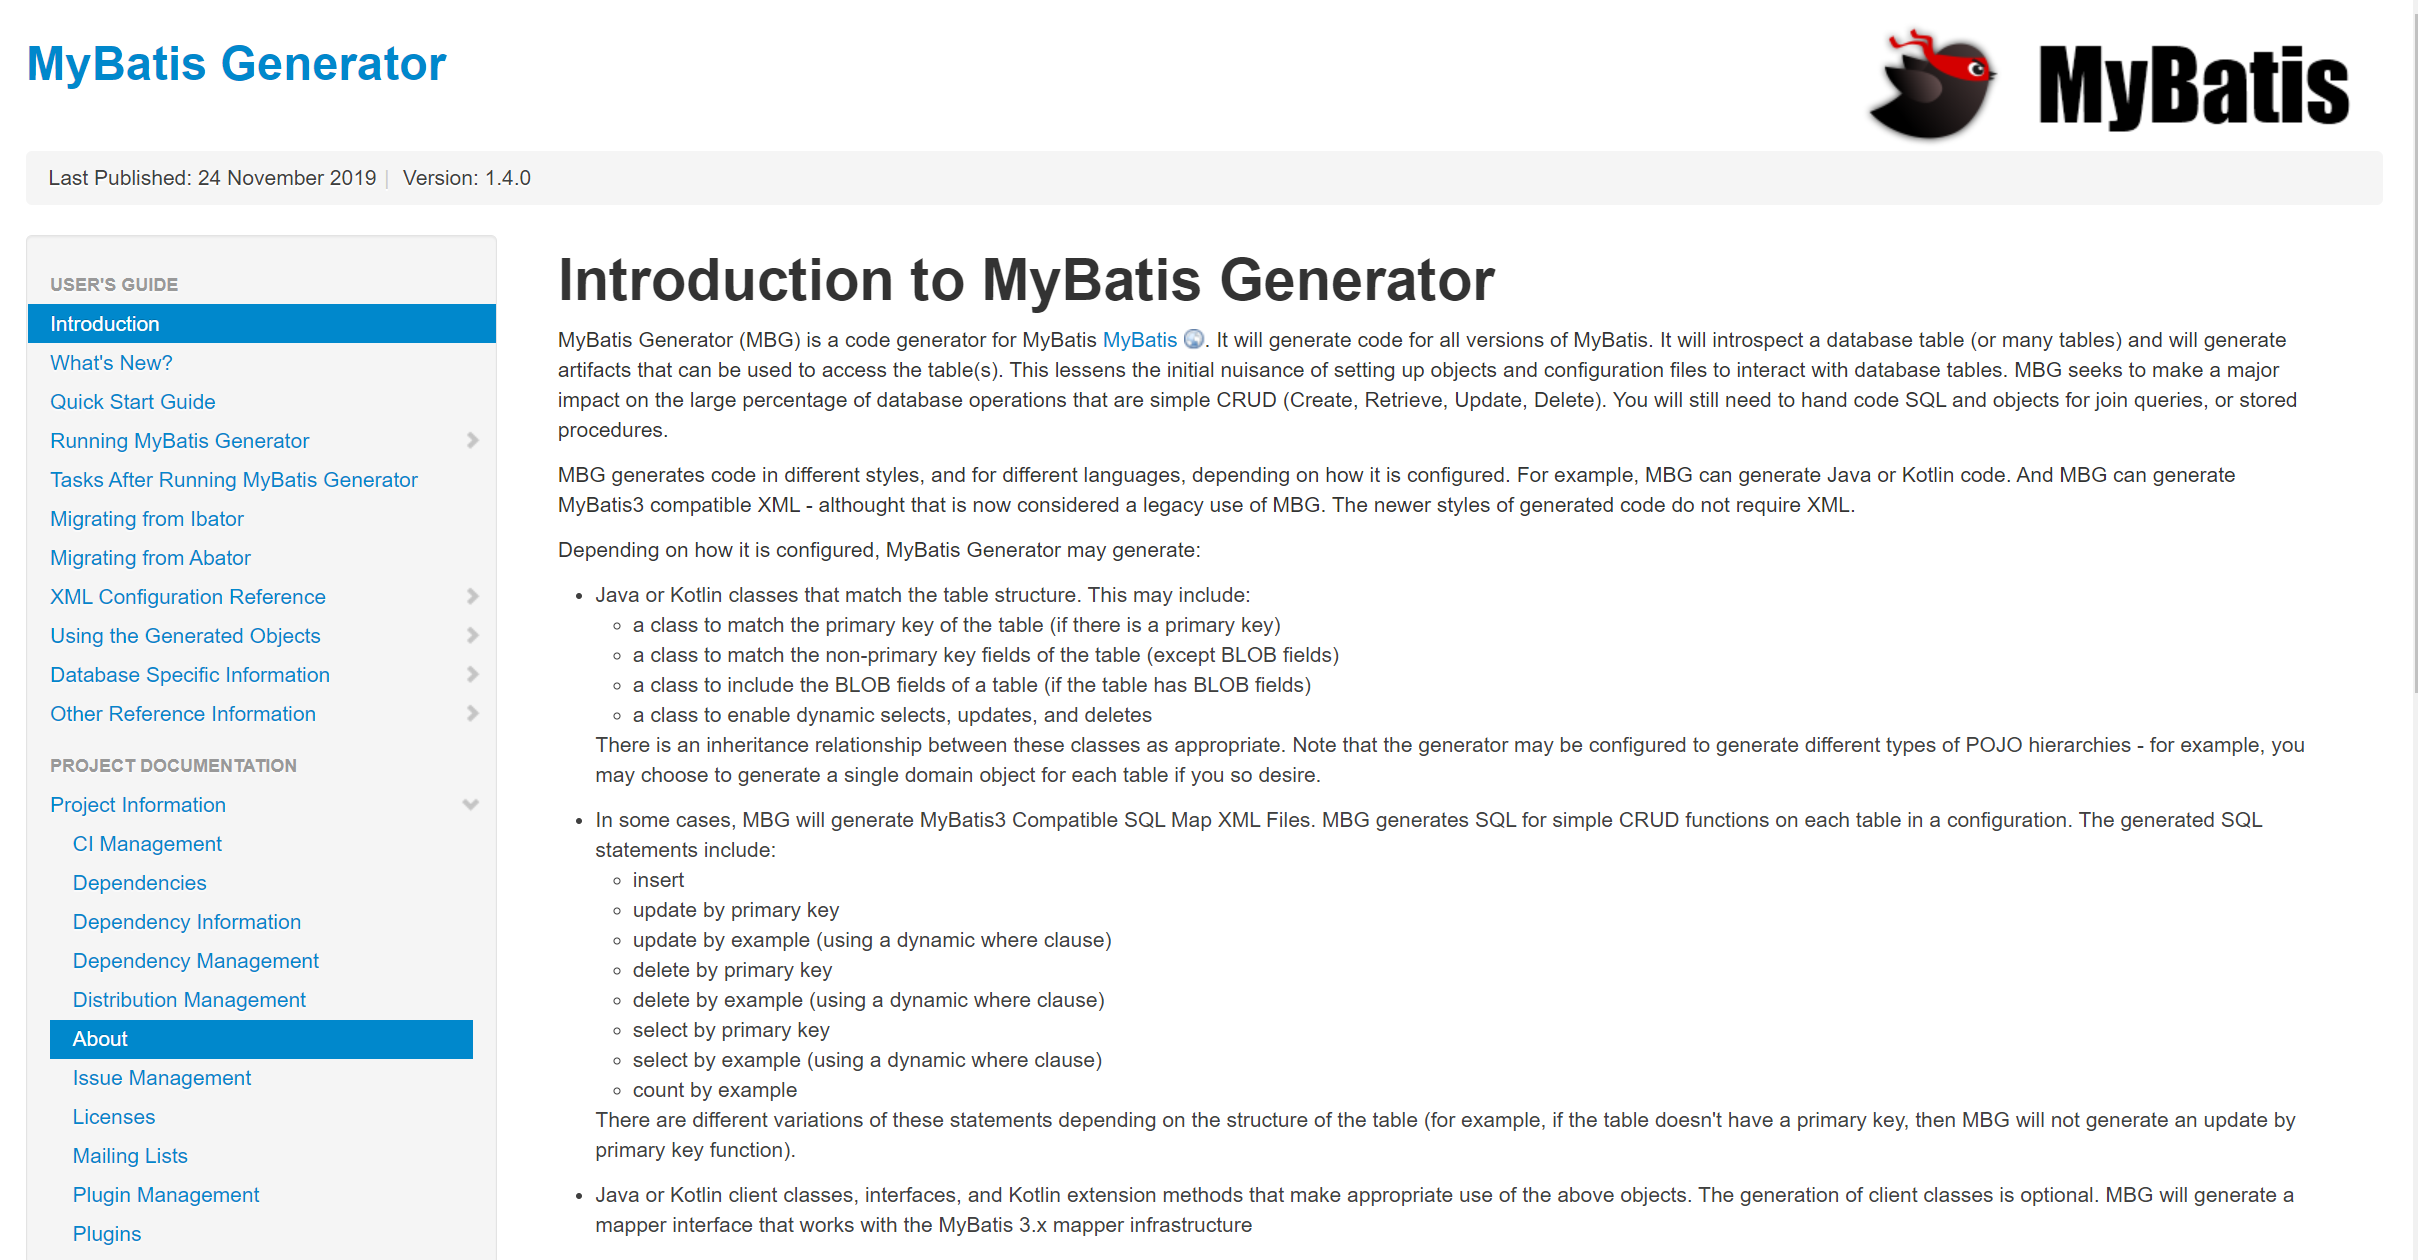 MyBatis Generator
MyBatis
Last Published: 24 November 2019 | Version: 1.4.0
USER'S GUIDE
Introduction
What's New?
Quick Start Guide
Running MyBatis Generator
Tasks After Running MyBatis Generator
Migrating from Ibator
Migrating from Abator
XML Configuration Reference
Using the Generated Objects
Database Specific Information
Other Reference Information
PROJECT DOCUMENTATION
Project Information
CI Management
Dependencies
Dependency Information
Dependency Management
Distribution Management
About
Issue Management
Licenses
Mailing Lists
Plugin Management
Plugins
Introduction to MyBatis Generator
MyBatis Generator (MBG) is a code generator for MyBatis MyBatis . It will generate code for all versions of MyBatis. It will introspect a database table (or many tables) and will generate
artifacts that can be used to access the table(s). This lessens the initial nuisance of setting up objects and configuration files to interact with database tables. MBG seeks to make a major
impact on the large percentage of database operations that are simple CRUD (Create, Retrieve, Update, Delete). You will still need to hand code SQL and objects for join queries, or stored
procedures.
MBG generates code in different styles, and for different languages, depending on how it is configured. For example, MBG can generate Java or Kotlin code. And MBG can generate
MyBatis3 compatible XML - althought that is now considered a legacy use of MBG. The newer styles of generated code do not require XML.
Depending on how it is configured, MyBatis Generator may generate:
• Java or Kotlin classes that match the table structure. This may include:
◦ a class to match the primary key of the table (if there is a primary key)
◦ a class to match the non-primary key fields of the table (except BLOB fields)
◦ a class to include the BLOB fields of a table (if the table has BLOB fields)
◦ a class to enable dynamic selects, updates, and deletes
There is an inheritance relationship between these classes as appropriate. Note that the generator may be configured to generate different types of POJO hierarchies - for example, you
may choose to generate a single domain object for each table if you so desire.
• In some cases, MBG will generate MyBatis3 Compatible SQL Map XML Files. MBG generates SQL for simple CRUD functions on each table in a configuration. The generated SQL
statements include:
◦ insert
◦ update by primary key
◦ update by example (using a dynamic where clause)
◦ delete by primary key
◦ delete by example (using a dynamic where clause)
◦ select by primary key
◦ select by example (using a dynamic where clause)
◦ count by example
There are different variations of these statements depending on the structure of the table (for example, if the table doesn't have a primary key, then MBG will not generate an update by
primary key function).
• Java or Kotlin client classes, interfaces, and Kotlin extension methods that make appropriate use of the above objects. The generation of client classes is optional. MBG will generate a
mapper interface that works with the MyBatis 3.x mapper infrastructure